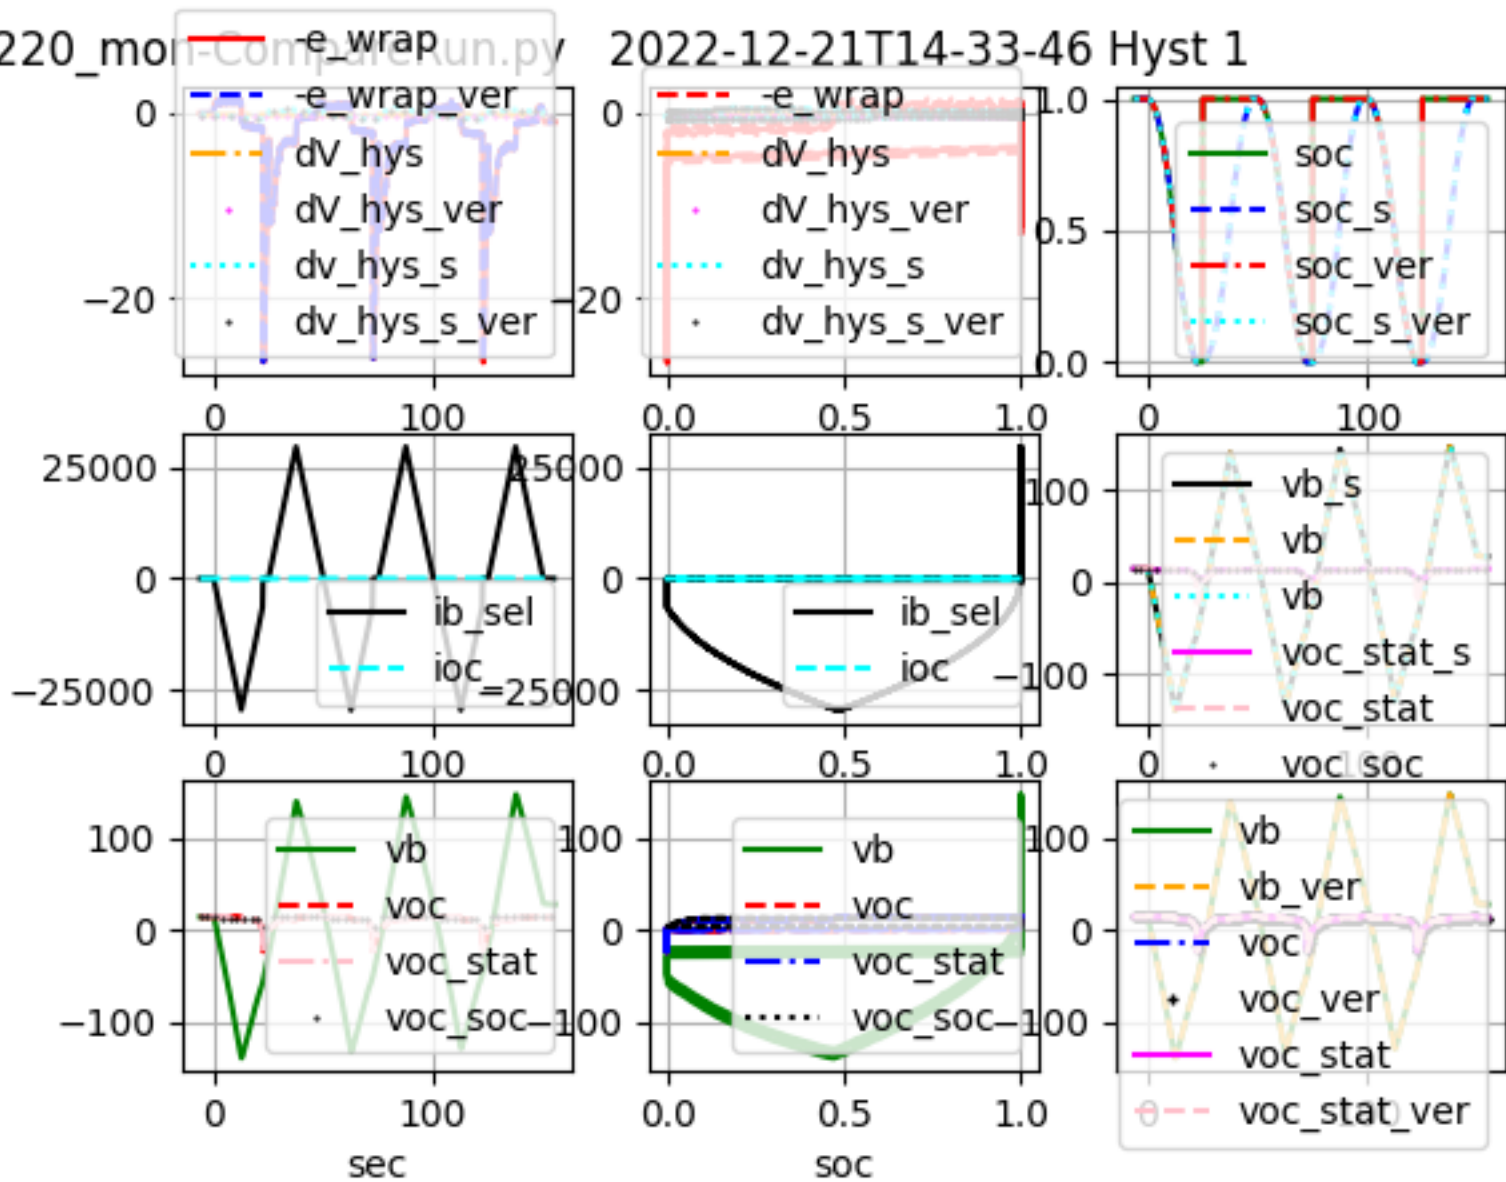 220_mon-CompareRun.py 2022-12-21T14-33-46 Hyst 1
-e_wrap
-e_wrap_ver
dV_hys
dV_hys_ver
dv_hys_s
dv_hys_s_ver
0
−20
0 100
-e_wrap
dV_hys
dV_hys_ver
dv_hys_s
dv_hys_s_ver
0
−20
0.0 0.5 1.0
soc
soc_s
soc_ver
soc_s_ver
1.0
0.5
0.0
0 100
25000
0
−25000
ib_sel
ioc
0 100
25000
0
−25000
ib_sel
ioc
0.0 0.5 1.0
100
0
−100
vb_s
vb
vb
voc_stat_s
voc_stat
voc_soc
0 100
100
0
−100
vb
voc
voc_stat
voc_soc
0 100
sec
100
0
−100
vb
voc
voc_stat
voc_soc
0.0 0.5 1.0
soc
100
0
−100
vb
vb_ver
voc
voc_ver
voc_stat
voc_stat_ver
0 100